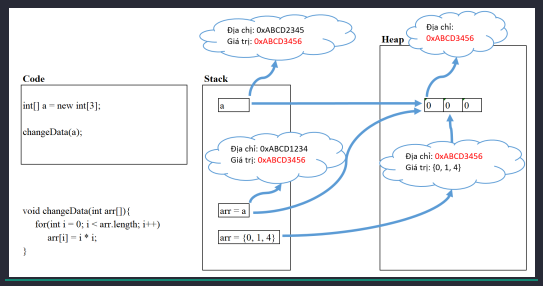 Địa chị: 0xABCD2345
Giá trị: 0xABCD3456
Địa chỉ:
0xABCD3456
Heap
Code
Stack
int[] a = new int[3];
changeData(a);
a
0 0 0
Địa chỉ: 0xABCD1234
Giá trị: 0xABCD3456
Địa chỉ: 0xABCD3456
Giá trị: {0, 1, 4}
void changeData(int arr[]){
for(int i = 0; i < arr.length; i++)
arr[i] = i * i;
}
arr = a
arr = {0, 1, 4}